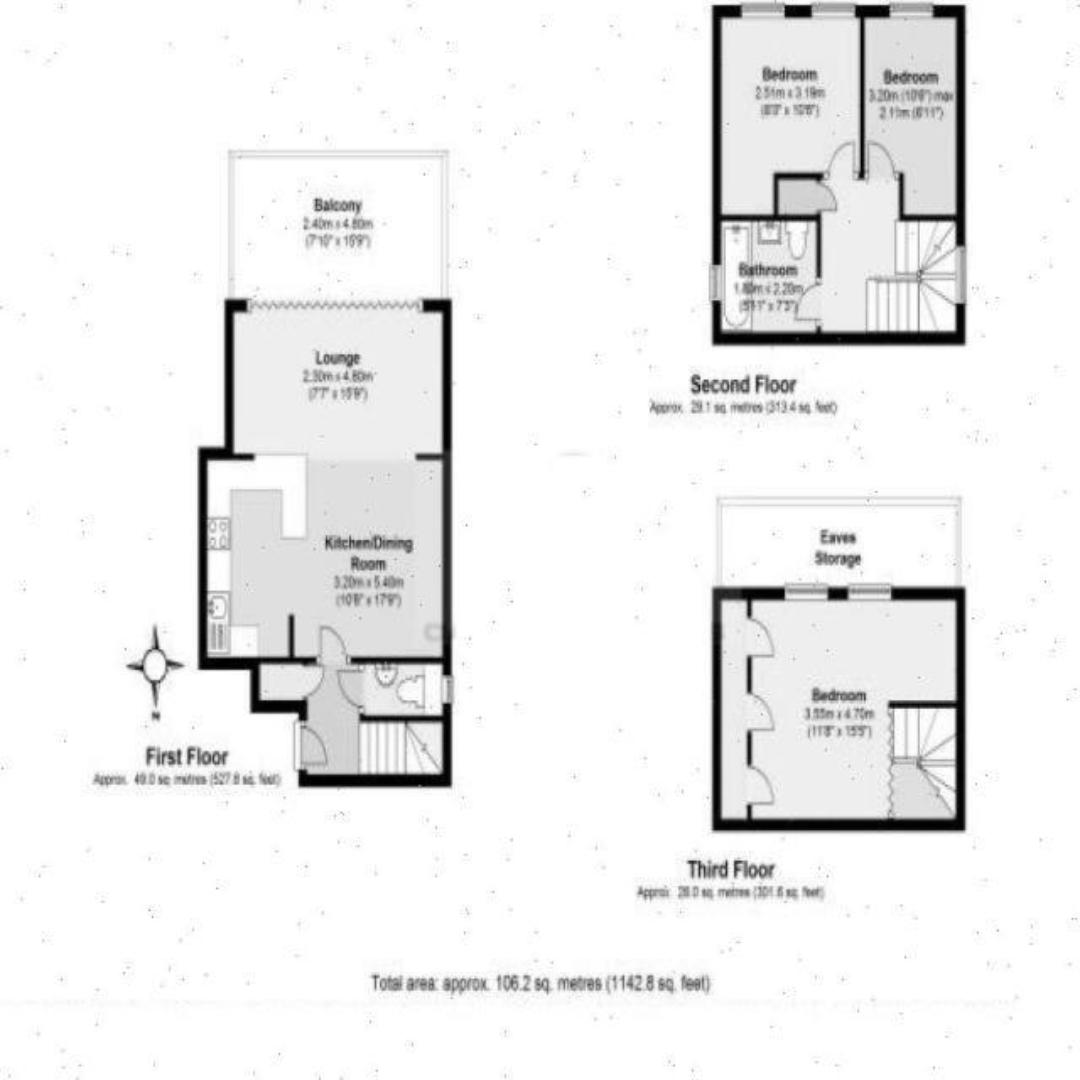 Bedroom
2.51m x 3.19m
(8'3" x 10'6")
Bedroom
3.20m (10'6") max
2.11m (6'11")
Bathroom
1.80m x 2.20m
(5'11" x 7'3")
Second Floor
Approx. 29.1 sq. metres (313.4 sq. feet)
Balcony
2.40m x 4.80m
(7'10" x 15'9")
Lounge
2.30m x 4.80m
(7'7" x 15'9")
Kitchen/Dining
Room
3.20m x 5.40m
(10'6" x 17'9")
N
First Floor
Approx. 49.0 sq. metres (527.8 sq. feet)
Eaves
Storage
Bedroom
3.55m x 4.70m
(11'8" x 15'5")
Third Floor
Approx. 28.0 sq. metres (301.6 sq. feet)
Total area: approx. 106.2 sq. metres (1142.8 sq. feet)